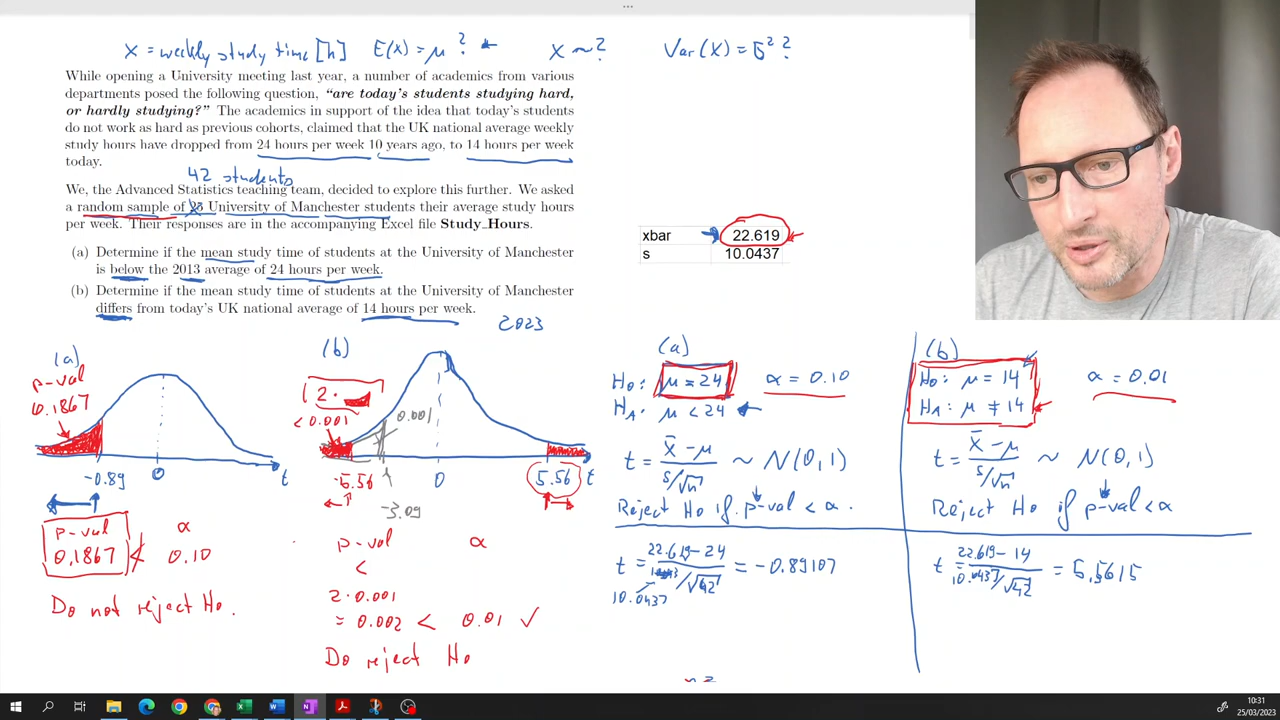 X = weekly study time [h] E(X) = μ ? X ~ ? Var(X) = σ² ?
While opening a University meeting last year, a number of academics from various
departments posed the following question, "are today's students studying hard,
or hardly studying?" The academics in support of the idea that today's students
do not work as hard as previous cohorts, claimed that the UK national average weekly
study hours have dropped from 24 hours per week 10 years ago, to 14 hours per week
today.
42 students
We, the Advanced Statistics teaching team, decided to explore this further. We asked
a random sample of University of Manchester students their average study hours
per week. Their responses are in the accompanying Excel file Study_Hours.
(a) Determine if the mean study time of students at the University of Manchester
is below the 2013 average of 24 hours per week.
(b) Determine if the mean study time of students at the University of Manchester
differs from today's UK national average of 14 hours per week.
2023
xbar 22.619
s 10.0437
(a)
p-val
0.1867
-0.89 0 t
p-val α
0.1867 ≮ 0.10
Do not reject Ho.
(b)
2 ·
< 0.001
0.001
-5.56 0 5.56 t
-3.09
p-val α
<
2·0.001
= 0.002 < 0.01 ✓
Do reject Ho
(a)
Ho: μ = 24 α = 0.10
HA: μ < 24
t = X̄ - μ / s/√n ~ N(0,1)
Reject Ho if p-val < α.
t = 22.619 - 24 / √42 = -0.89107
10.0437
(b)
Ho: μ = 14 α = 0.01
HA: μ ≠ 14
t = X̄ - μ / s/√n ~ N(0,1)
Reject Ho if p-val < α
t = 22.619 - 14 / 10.0437/√42 = 5.5615
10:31
25/03/2023